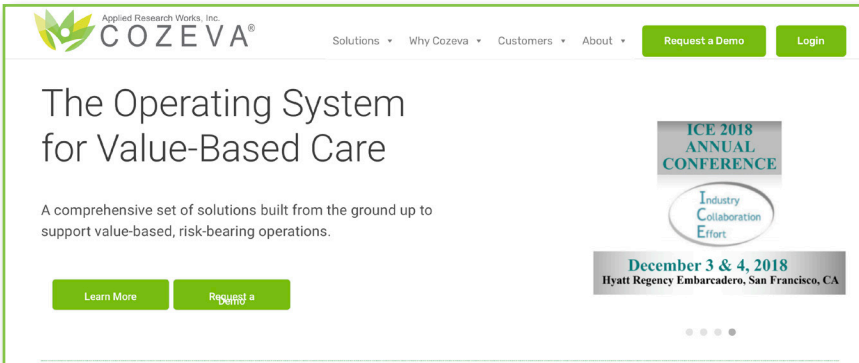 Applied Research Works, Inc.
COZEVA®
Solutions Why Cozeva Customers About Request a Demo Login
The Operating System
for Value-Based Care
A comprehensive set of solutions built from the ground up to
support value-based, risk-bearing operations.
Learn More Request a
Demo
ICE 2018
ANNUAL
CONFERENCE
Industry
Collaboration
Effort
December 3 & 4, 2018
Hyatt Regency Embarcadero, San Francisco, CA